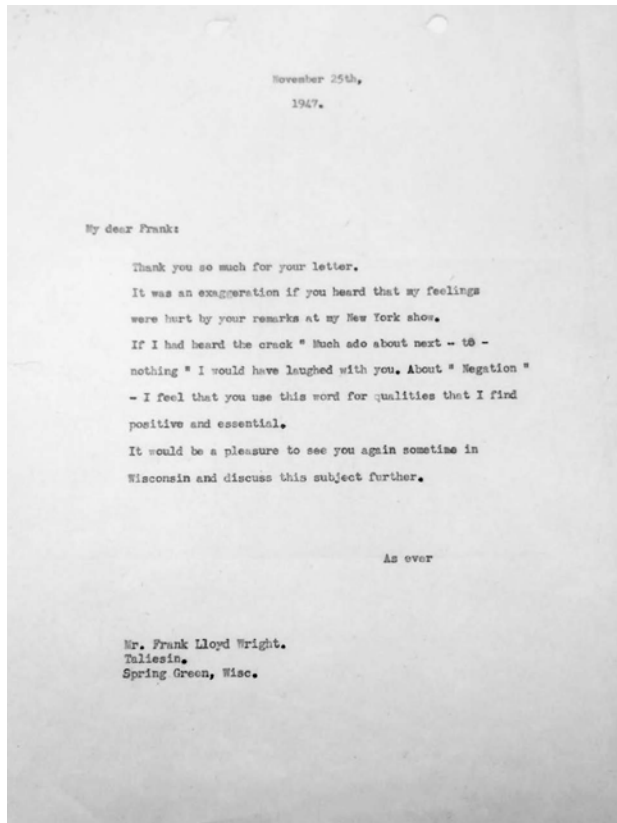 November 25th,
1947.
My dear Frank:
Thank you so much for your letter.
It was an exaggeration if you heard that my feelings
were hurt by your remarks at my New York show.
If I had heard the crack " Much ado about next - to -
nothing " I would have laughed with you. About " Negation "
- I feel that you use this word for qualities that I find
positive and essential.
It would be a pleasure to see you again sometime in
Wisconsin and discuss this subject further.
As ever
Mr. Frank Lloyd Wright.
Taliesin.
Spring Green, Wisc.